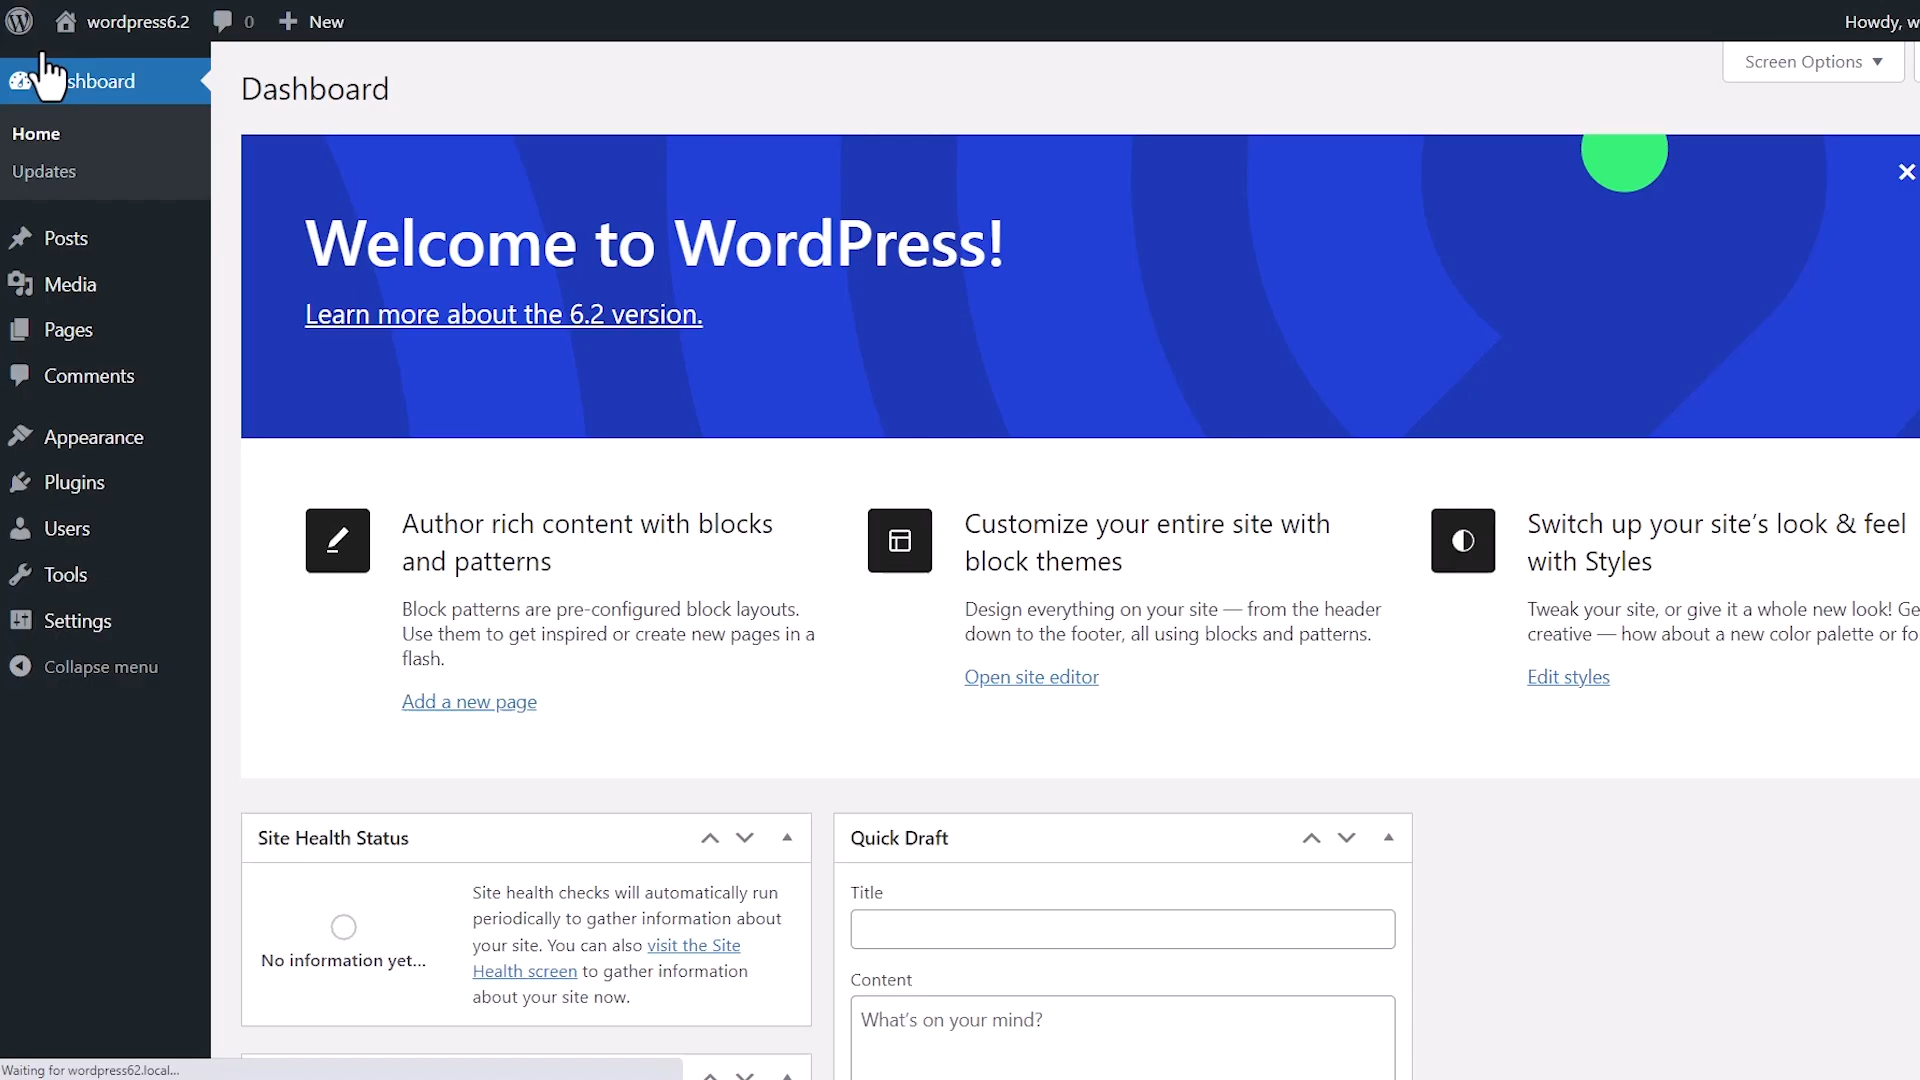 wordpress6.2
0
New
Howdy, w
Screen Options
shboard
Home
Updates
Posts
Media
Pages
Comments
Appearance
Plugins
Users
Tools
Settings
Collapse menu
Dashboard
Welcome to WordPress!
Learn more about the 6.2 version.
Author rich content with blocks
and patterns
Block patterns are pre-configured block layouts.
Use them to get inspired or create new pages in a
flash.
Add a new page
Customize your entire site with
block themes
Design everything on your site — from the header
down to the footer, all using blocks and patterns.
Open site editor
Switch up your site’s look & feel
with Styles
Tweak your site, or give it a whole new look! Ge
creative — how about a new color palette or fo
Edit styles
Site Health Status
No information yet...
Site health checks will automatically run
periodically to gather information about
your site. You can also visit the Site
Health screen to gather information
about your site now.
Quick Draft
Title
Content
What’s on your mind?
Waiting for wordpress62.local...